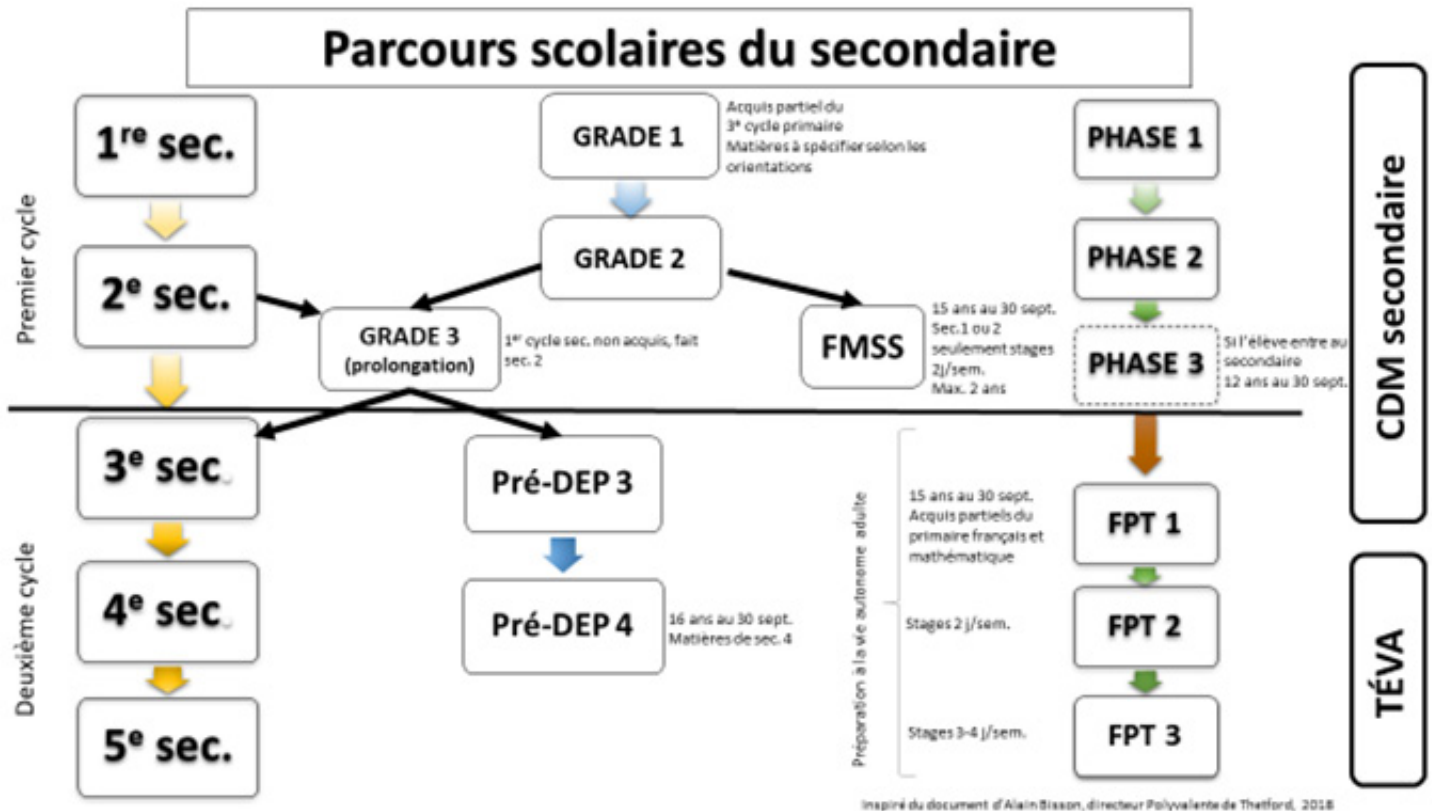 Parcours scolaires du secondaire
Premier cycle
1re sec.
2e sec.
GRADE 1
Acquis partiel du
3e cycle primaire
Matières à spécifier selon les
orientations
GRADE 2
GRADE 3
(prolongation)
1er cycle sec. non acquis, fait
sec. 2
FMSS
15 ans au 30 sept.
Sec.1 ou 2
seulement stages
2j/sem.
Max. 2 ans
PHASE 1
PHASE 2
PHASE 3
Si l'élève entre au
secondaire
12 ans au 30 sept.
CDM secondaire
Deuxième cycle
3e sec.
4e sec.
5e sec.
Pré-DEP 3
Pré-DEP 4
16 ans au 30 sept.
Matières de sec. 4
Préparation à la vie autonome adulte
15 ans au 30 sept.
Acquis partiels du
primaire français et
mathématique
Stages 2 j/sem.
Stages 3-4 j/sem.
FPT 1
FPT 2
FPT 3
TÉVA
Inspiré du document d'Alain Bisson, directeur Polyvalente de Thetford, 2018